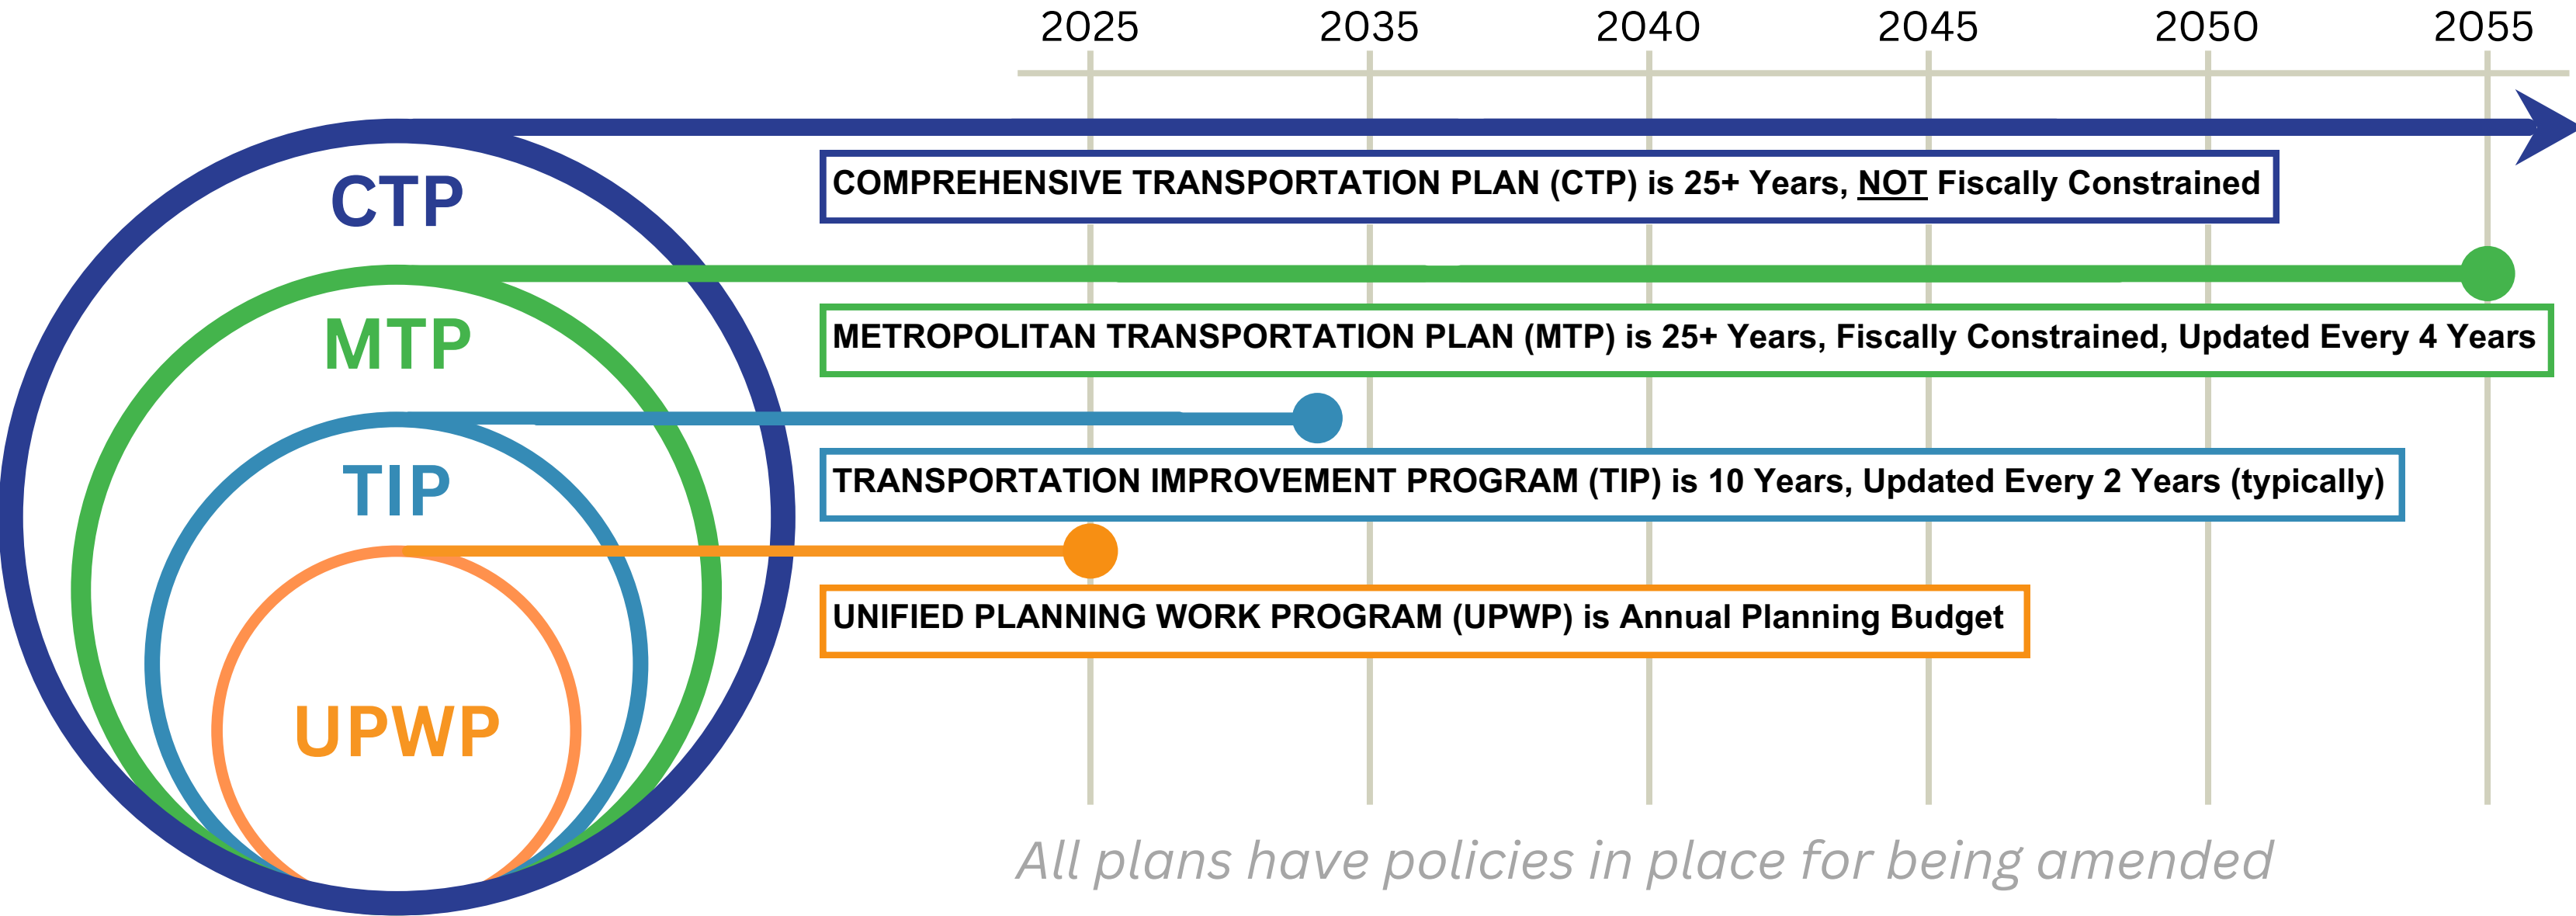 2025 2035 2040 2045 2050 2055
CTP
COMPREHENSIVE TRANSPORTATION PLAN (CTP) is 25+ Years, NOT Fiscally Constrained
MTP
METROPOLITAN TRANSPORTATION PLAN (MTP) is 25+ Years, Fiscally Constrained, Updated Every 4 Years
TIP
TRANSPORTATION IMPROVEMENT PROGRAM (TIP) is 10 Years, Updated Every 2 Years (typically)
UNIFIED PLANNING WORK PROGRAM (UPWP) is Annual Planning Budget
UPWP
All plans have policies in place for being amended